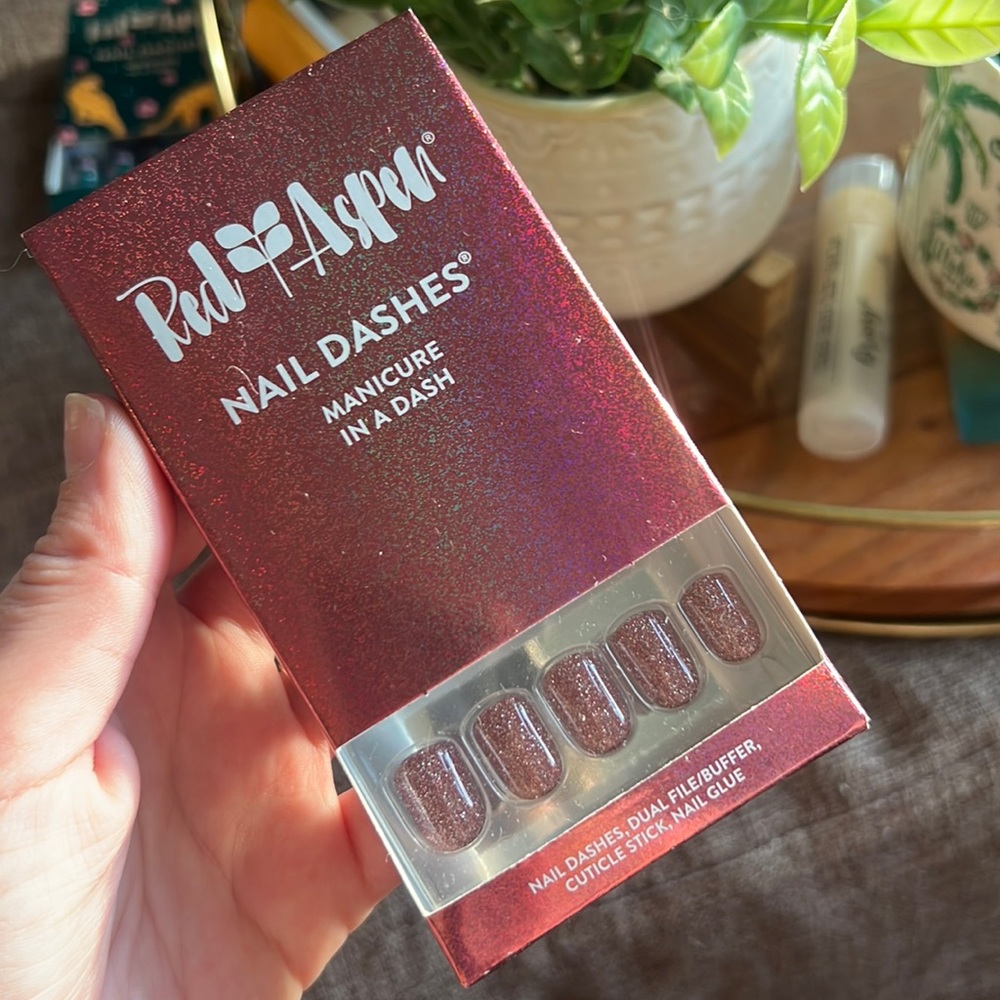 Red Aspen®
NAIL DASHES®
MANICURE
IN A DASH
NAIL DASHES, DUAL FILE/BUFFER,
CUTICLE STICK, NAIL GLUE